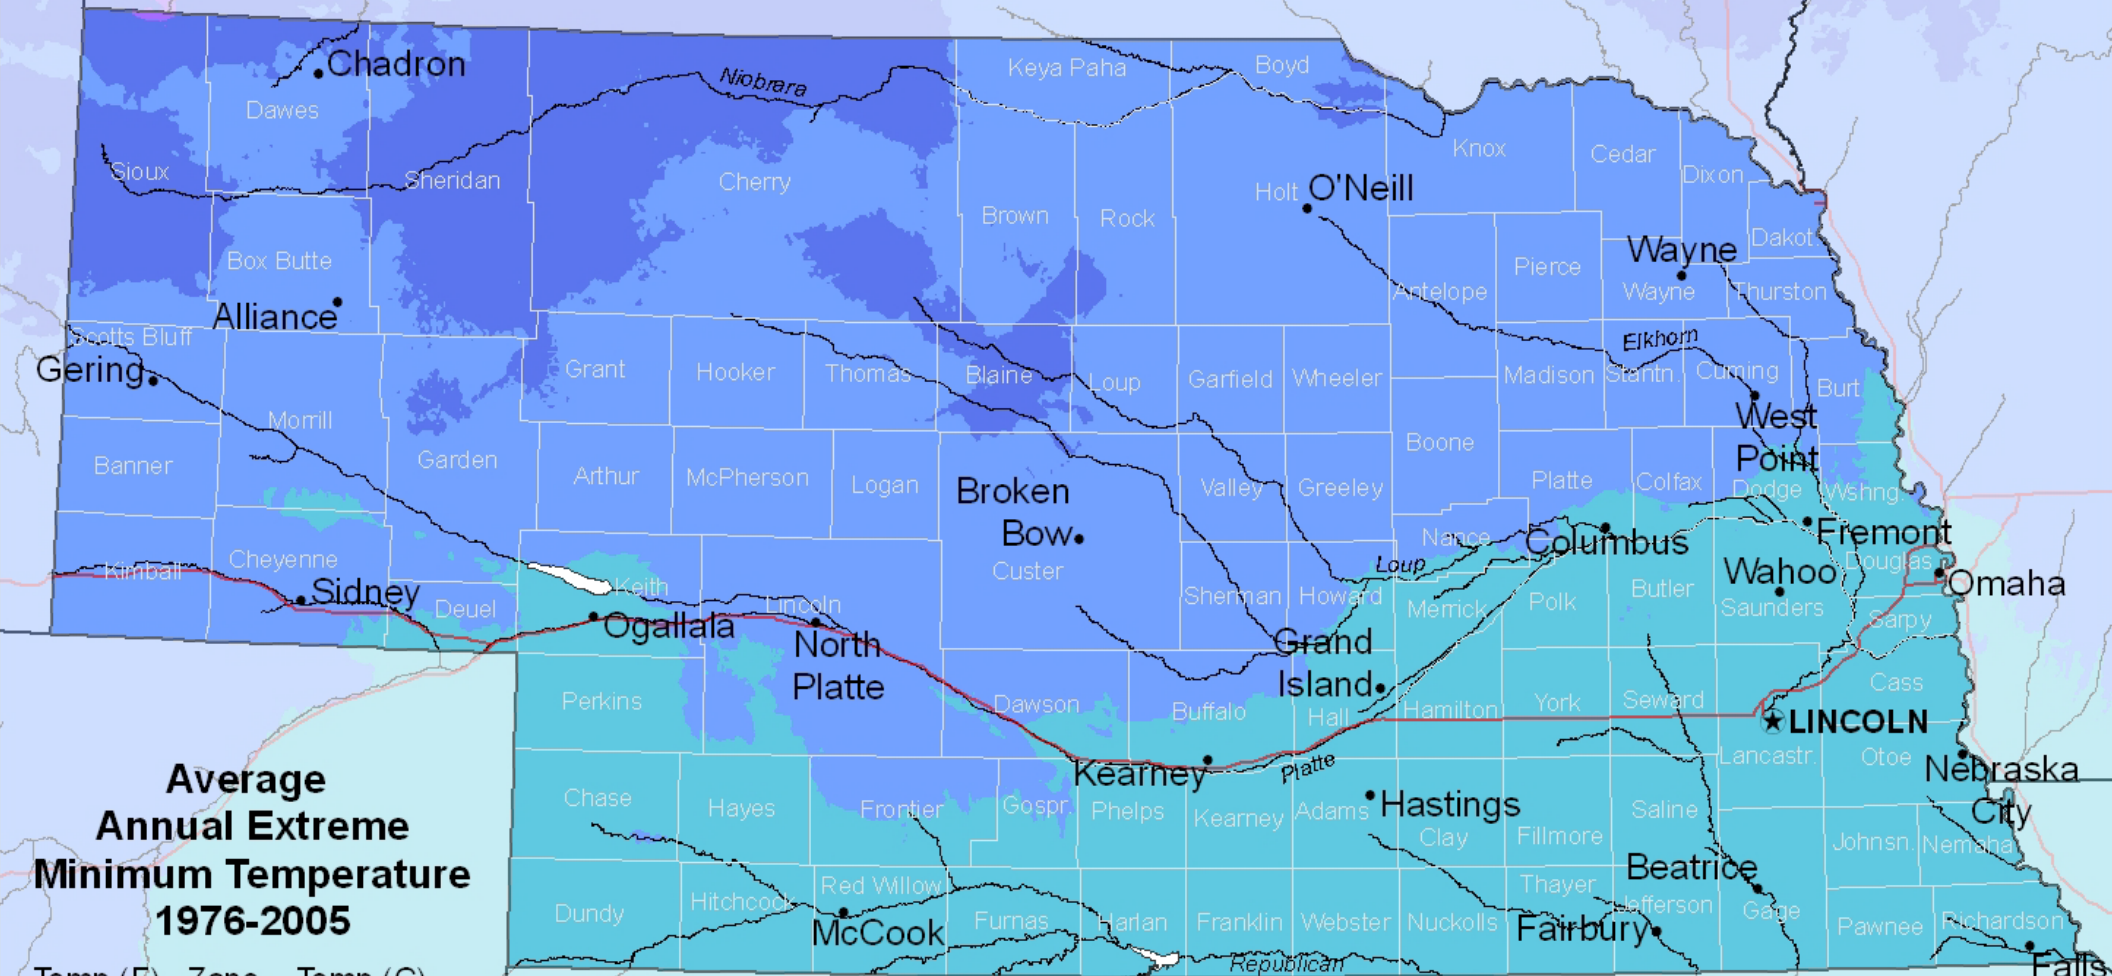 Chadron
Niobrara
Keya Paha
Boyd
Dawes
Sioux
Sheridan
Cherry
Knox
Cedar
Dixon
Holt
O'Neill
Brown
Rock
Dakot.
Box Butte
Alliance
Antelope
Pierce
Wayne
Wayne
Thurston
Scotts Bluff
Gering
Morrill
Grant
Hooker
Thomas
Blaine
Loup
Garfield
Wheeler
Elkhorn
Madison
Stantn.
Cuming
Burt
West
Point
Banner
Garden
Arthur
McPherson
Logan
Broken
Bow
Custer
Valley
Greeley
Boone
Platte
Colfax
Dodge
Wshng.
Nance
Columbus
Fremont
Kimball
Cheyenne
Sidney
Deuel
Keith
Ogallala
Lincoln
North
Platte
Sherman
Howard
Loup
Merrick
Polk
Butler
Wahoo
Saunders
Douglas
Omaha
Sarpy
Grand
Island
Perkins
Dawson
Buffalo
Hall
Hamilton
York
Seward
LINCOLN
Cass
Kearney
Platte
Lancastr.
Otoe
Nebraska
City
Chase
Hayes
Frontier
Gospr.
Phelps
Kearney
Adams
Hastings
Clay
Fillmore
Saline
Johnsn.
Nemaha
Beatrice
Dundy
Hitchcock
Red Willow
McCook
Furnas
Harlan
Franklin
Webster
Nuckolls
Thayer
Fairbury
Jefferson
Gage
Pawnee
Richardson
Republican
Falls
Average
Annual Extreme
Minimum Temperature
1976-2005
Temp (F) Zone Temp (C)